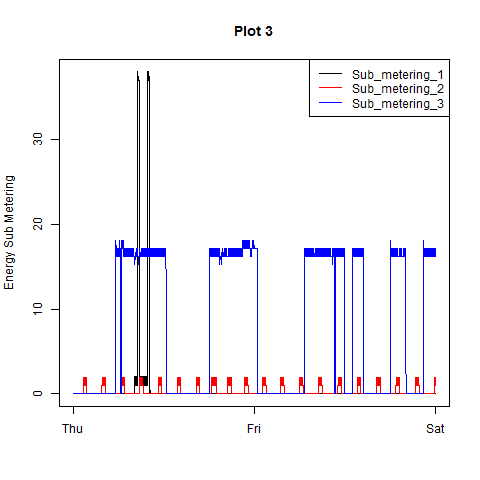 Plot 3
Sub_metering_1
Sub_metering_2
Sub_metering_3
Energy Sub Metering
30
20
10
0
Thu Fri Sat